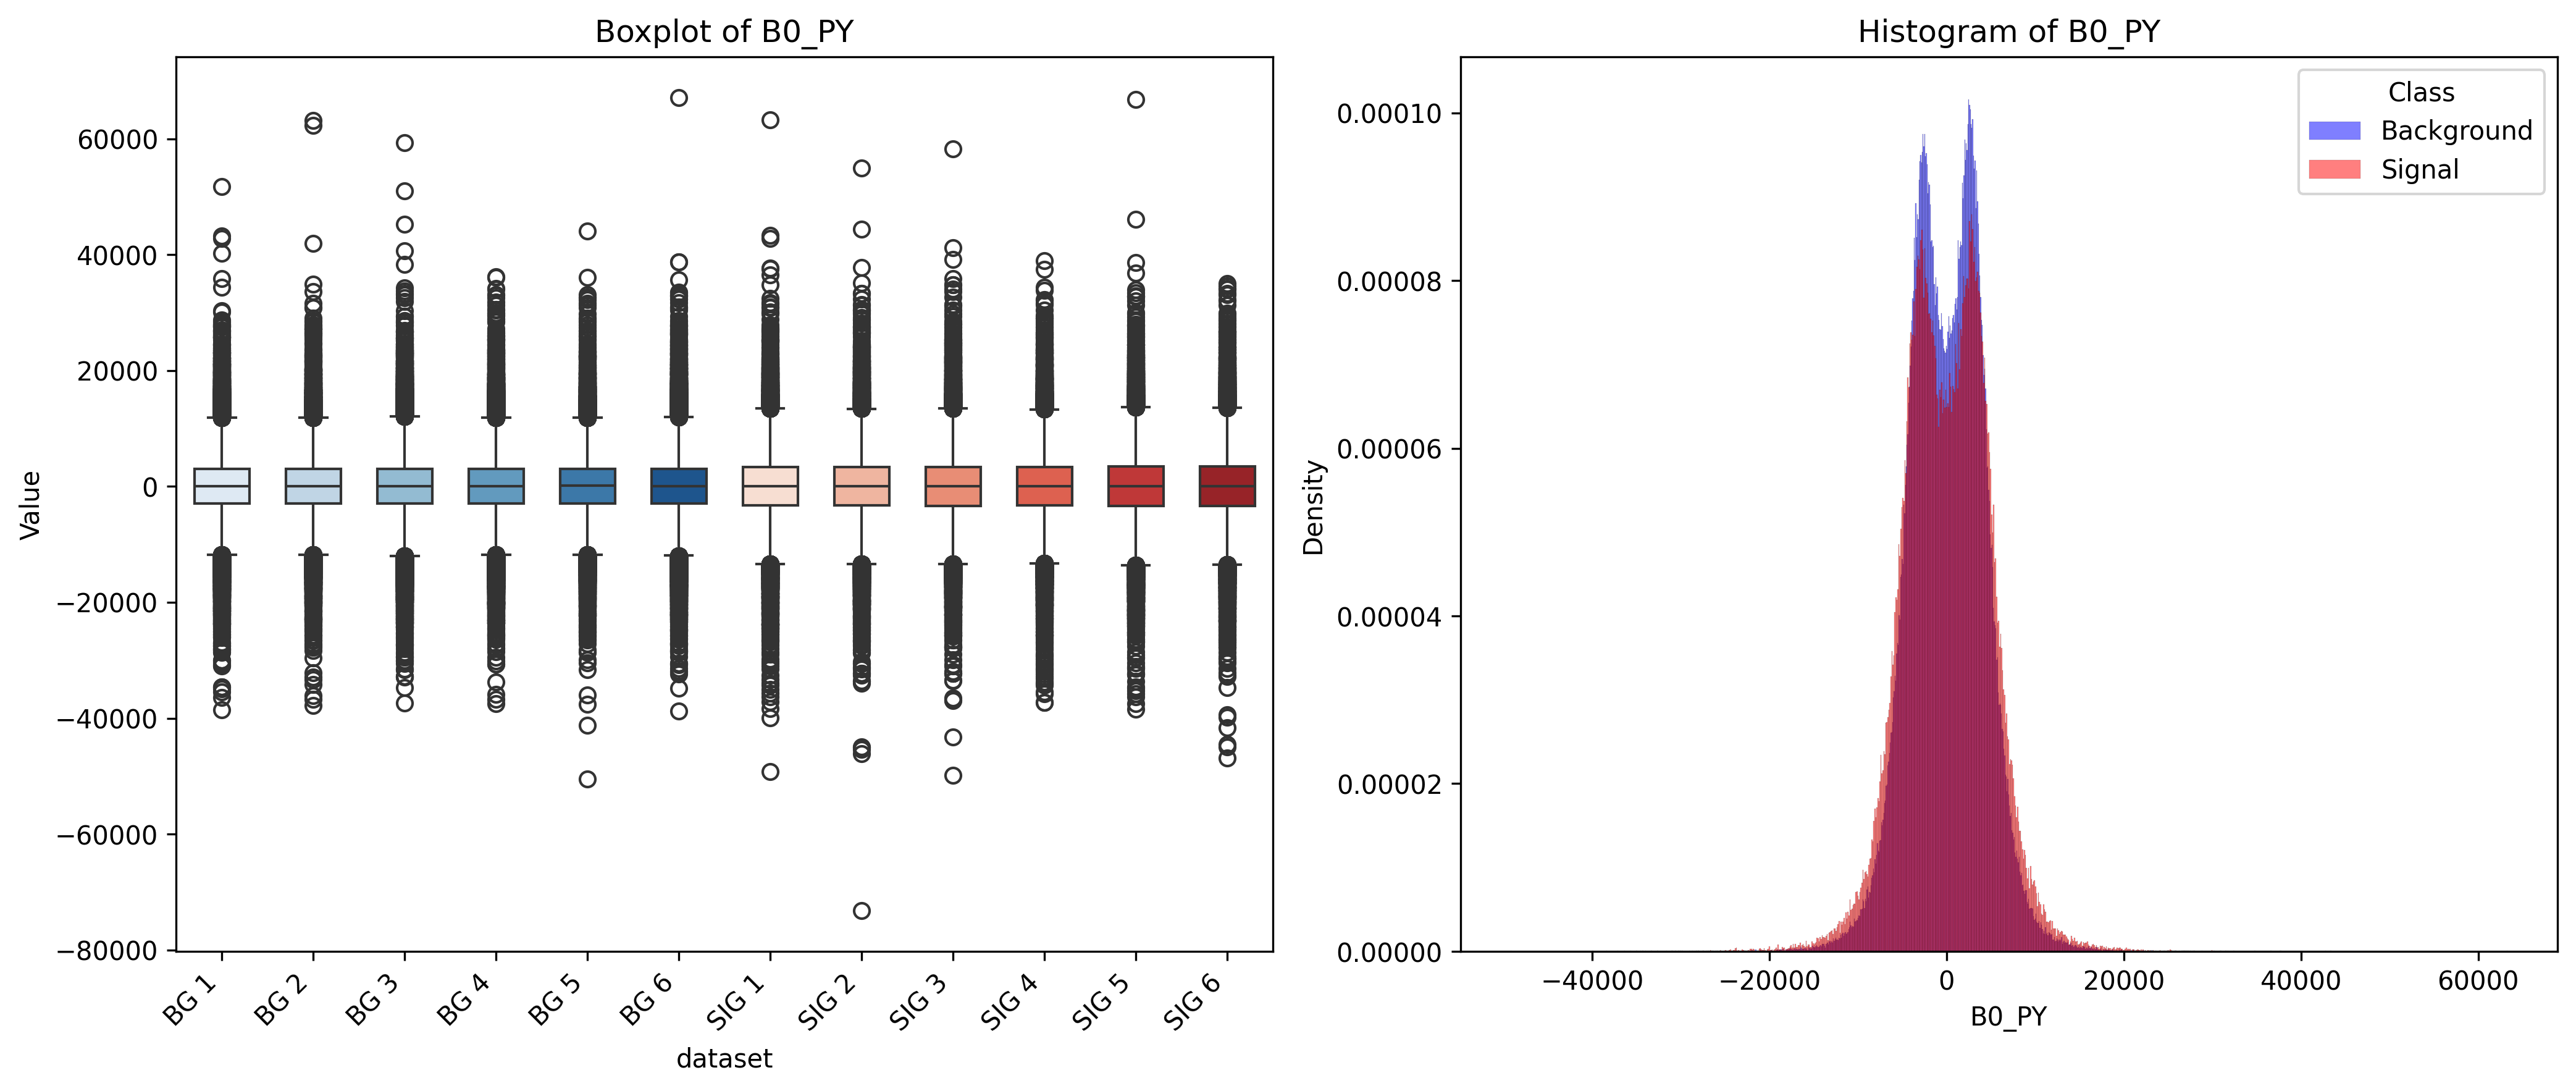 Boxplot of B0_PY
Value
60000
40000
20000
0
−20000
−40000
−60000
−80000
BG 1
BG 2
BG 3
BG 4
BG 5
BG 6
SIG 1
SIG 2
SIG 3
SIG 4
SIG 5
SIG 6
dataset
Histogram of B0_PY
Class
Background
Signal
Density
0.00010
0.00008
0.00006
0.00004
0.00002
0.00000
−40000
−20000
0
20000
40000
60000
B0_PY